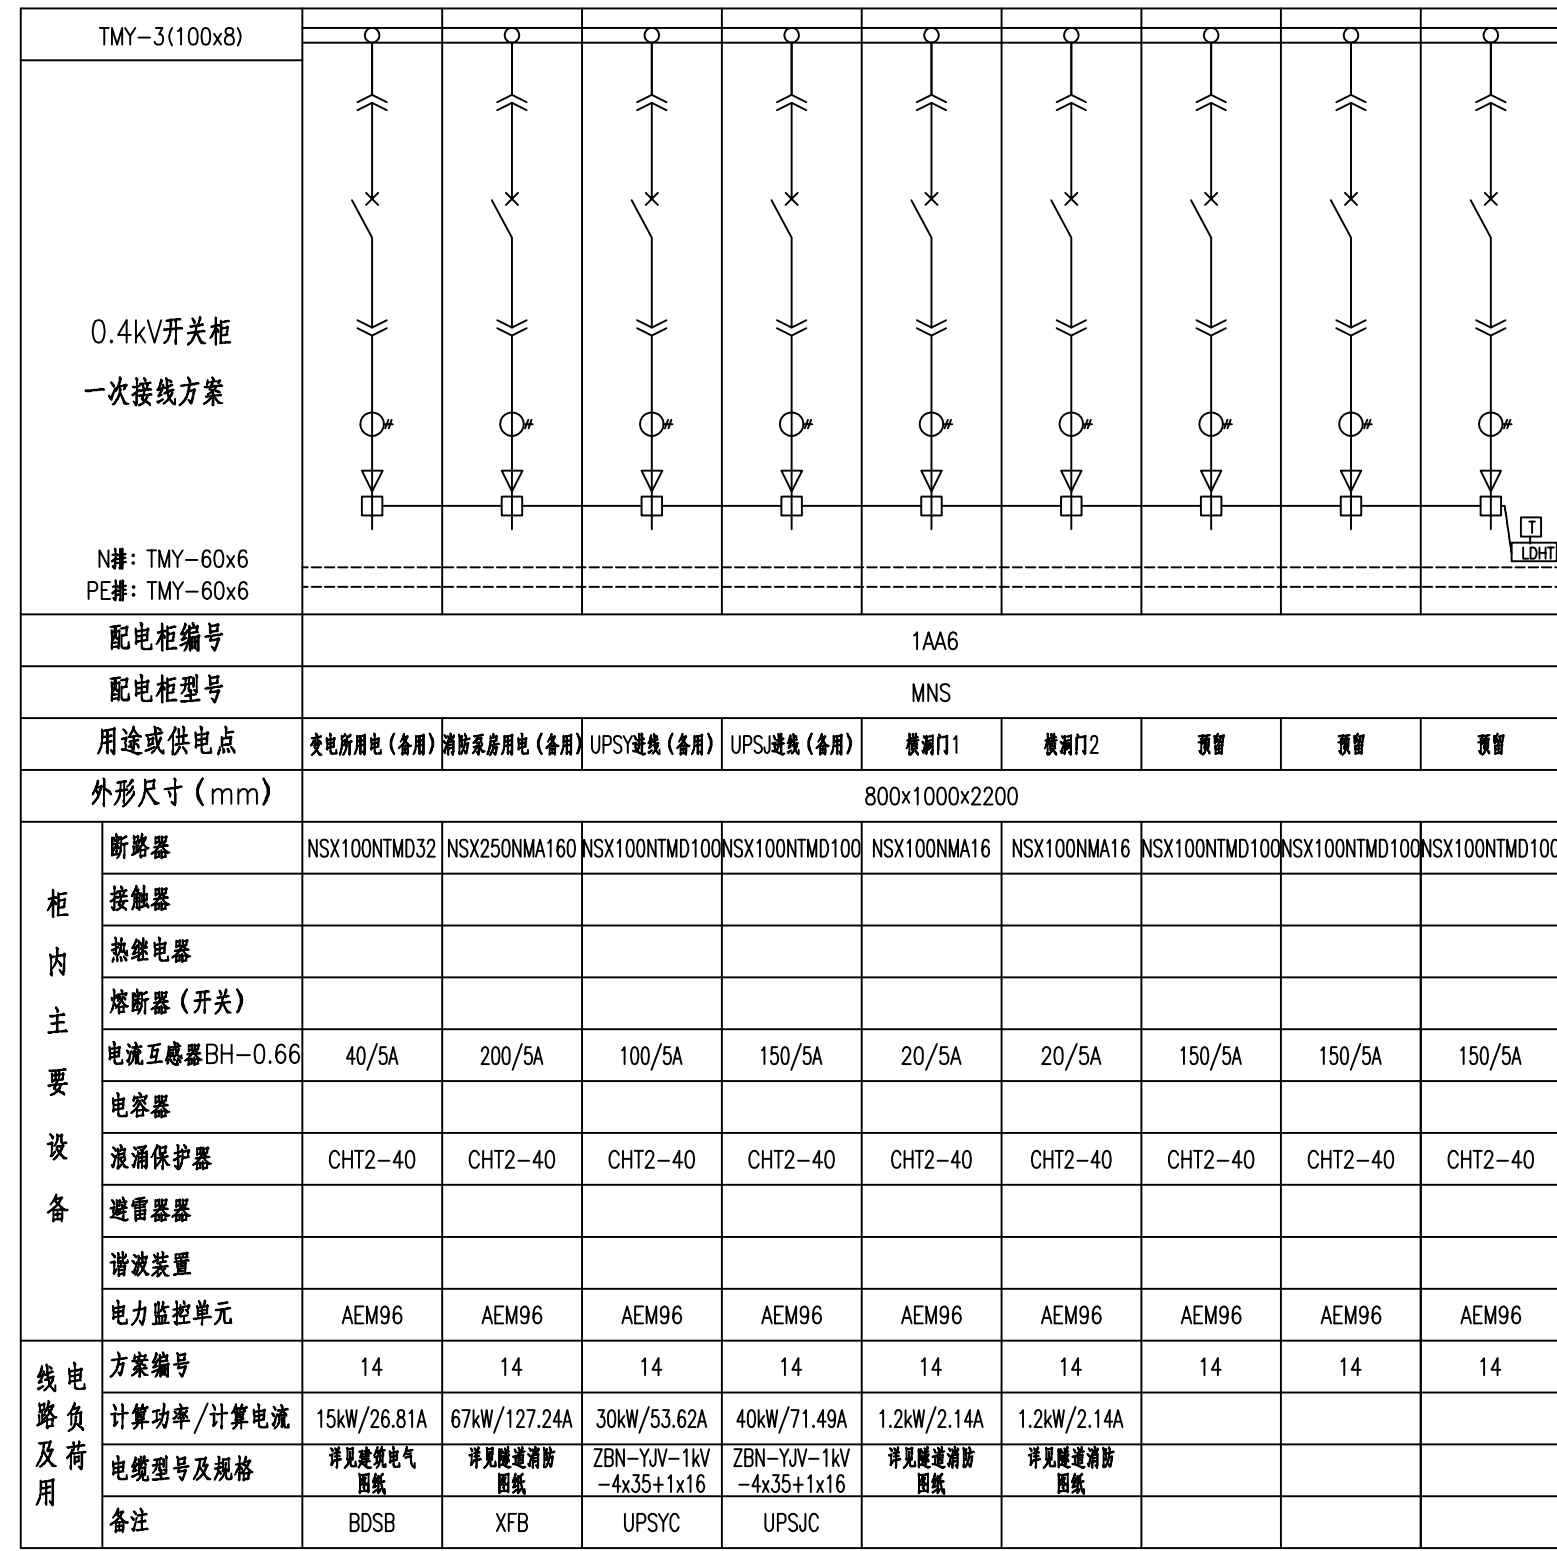 TMY-3(100x8)
0.4kV开关柜
一次接线方案
N排：TMY-60x6
PE排：TMY-60x6
T
LDHT
配电柜编号 1AA6
配电柜型号 MNS
用途或供电点 变电所用电（备用） 消防泵房用电（备用） UPSY进线（备用） UPSJ进线（备用） 横洞门1 横洞门2 预留 预留 预留
外形尺寸（mm） 800x1000x2200
柜内主要设备
断路器 NSX100NTMD32 NSX250NMA160 NSX100NTMD100 NSX100NTMD100 NSX100NMA16 NSX100NMA16 NSX100NTMD100 NSX100NTMD100 NSX100NTMD100
接触器
热继电器
熔断器（开关）
电流互感器BH-0.66 40/5A 200/5A 100/5A 150/5A 20/5A 20/5A 150/5A 150/5A 150/5A
电容器
浪涌保护器 CHT2-40 CHT2-40 CHT2-40 CHT2-40 CHT2-40 CHT2-40 CHT2-40 CHT2-40 CHT2-40
避雷器器
谐波装置
电力监控单元 AEM96 AEM96 AEM96 AEM96 AEM96 AEM96 AEM96 AEM96 AEM96
线路及用
电负荷
方案编号 14 14 14 14 14 14 14 14 14
计算功率/计算电流 15kW/26.81A 67kW/127.24A 30kW/53.62A 40kW/71.49A 1.2kW/2.14A 1.2kW/2.14A
电缆型号及规格 详见建筑电气 详见隧道消防 ZBN-YJV-1kV ZBN-YJV-1kV 详见隧道消防 详见隧道消防
图纸 图纸 -4x35+1x16 -4x35+1x16 图纸 图纸
备注 BDSB XFB UPSYC UPSJC